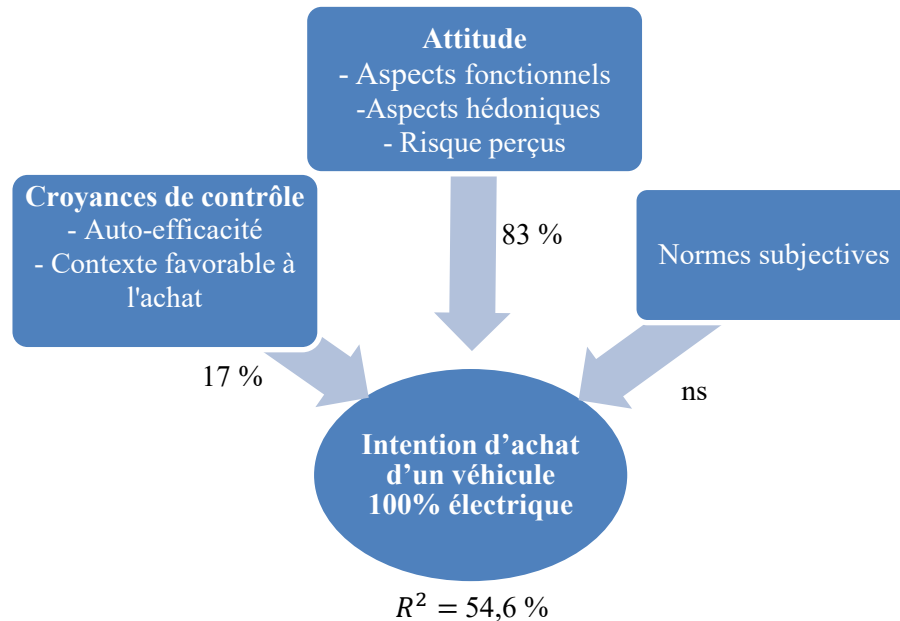 Attitude
- Aspects fonctionnels
-Aspects hédoniques
- Risque perçus
Croyances de contrôle
- Auto-efficacité
- Contexte favorable à
l'achat
83 %
Normes subjectives
17 %
ns
Intention d’achat
d’un véhicule
100% électrique
R² = 54,6 %